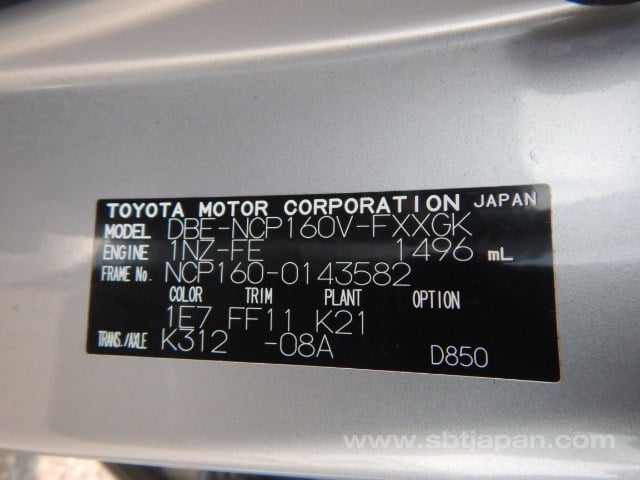 TOYOTA MOTOR CORPORATION JAPAN
MODEL DBE-NCP160V-FXXGK
ENGINE 1NZ-FE 1496 mL
FRAME No. NCP160-0143582
COLOR TRIM PLANT OPTION
1E7 FF11 K21
TRANS./AXLE K312 -08A D850
www.sbtjapan.com